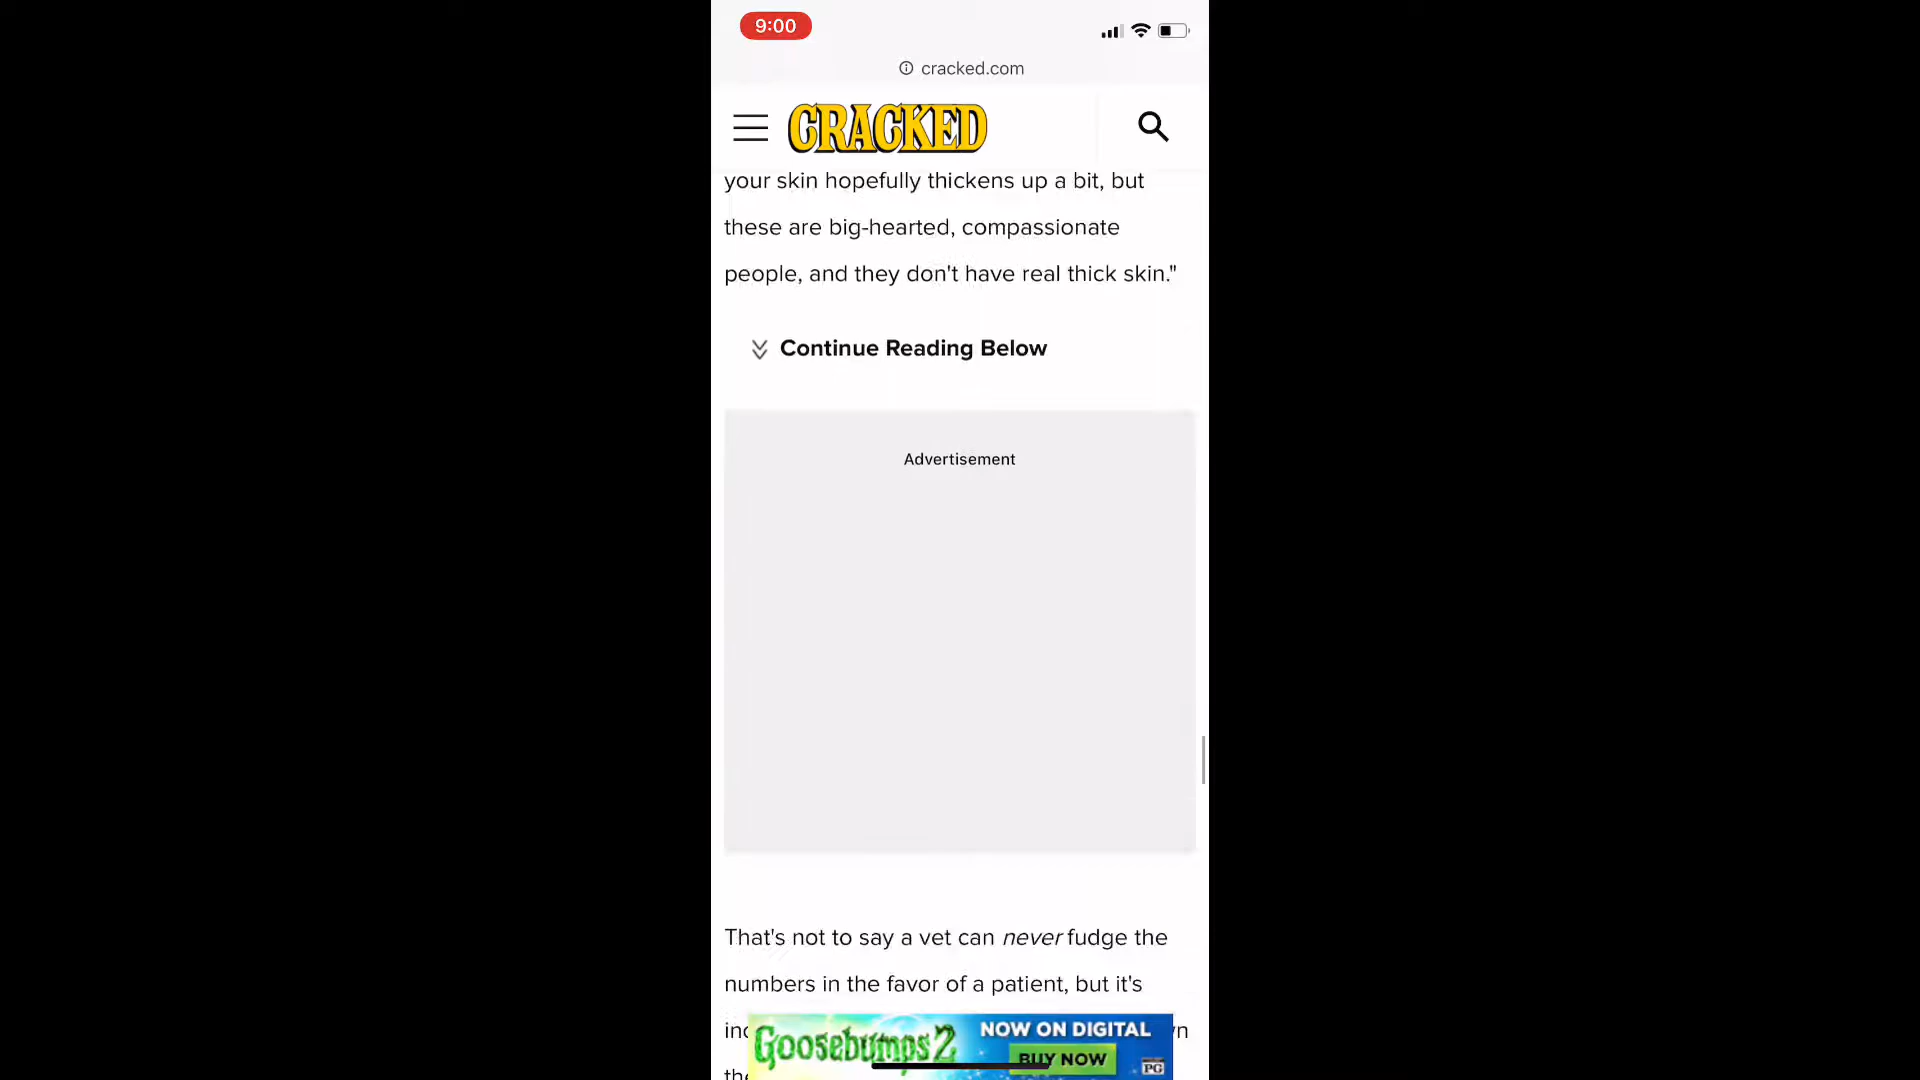 9:00
cracked.com
CRACKED
your skin hopefully thickens up a bit, but
these are big-hearted, compassionate
people, and they don't have real thick skin."
Continue Reading Below
Advertisement
That's not to say a vet can never fudge the
numbers in the favor of a patient, but it's
Goosebumps 2
NOW ON DIGITAL
BUY NOW
PG